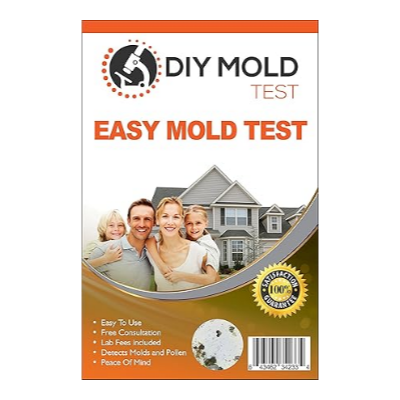 DIY MOLD
TEST
EASY MOLD TEST
SATISFACTION
100%
GUARANTEE
• Easy To Use
• Free Consultation
• Lab Fees Included
• Detects Molds and Pollen
• Peace Of Mind